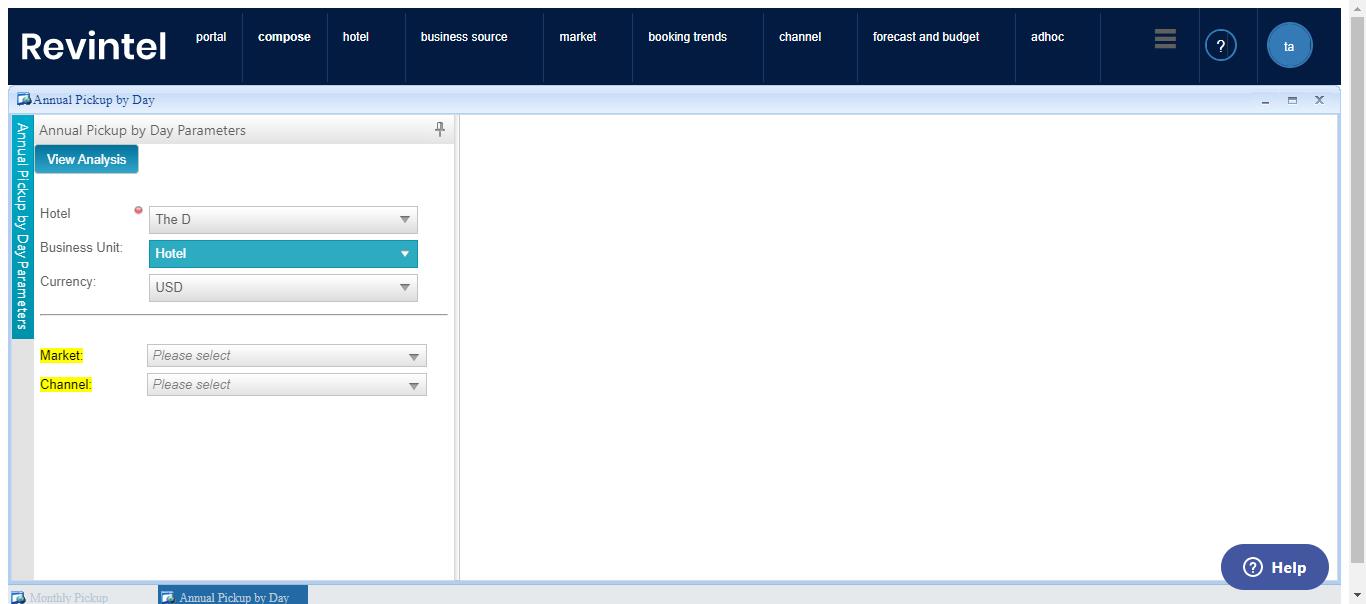 Revintel
portal
compose
hotel
business source
market
booking trends
channel
forecast and budget
adhoc
?
ta
Annual Pickup by Day
Annual Pickup by Day Parameters
Annual Pickup by Day Parameters
View Analysis
Hotel
The D
Business Unit:
Hotel
Currency:
USD
Market:
Please select
Channel:
Please select
? Help
Monthly Pickup
Annual Pickup by Day